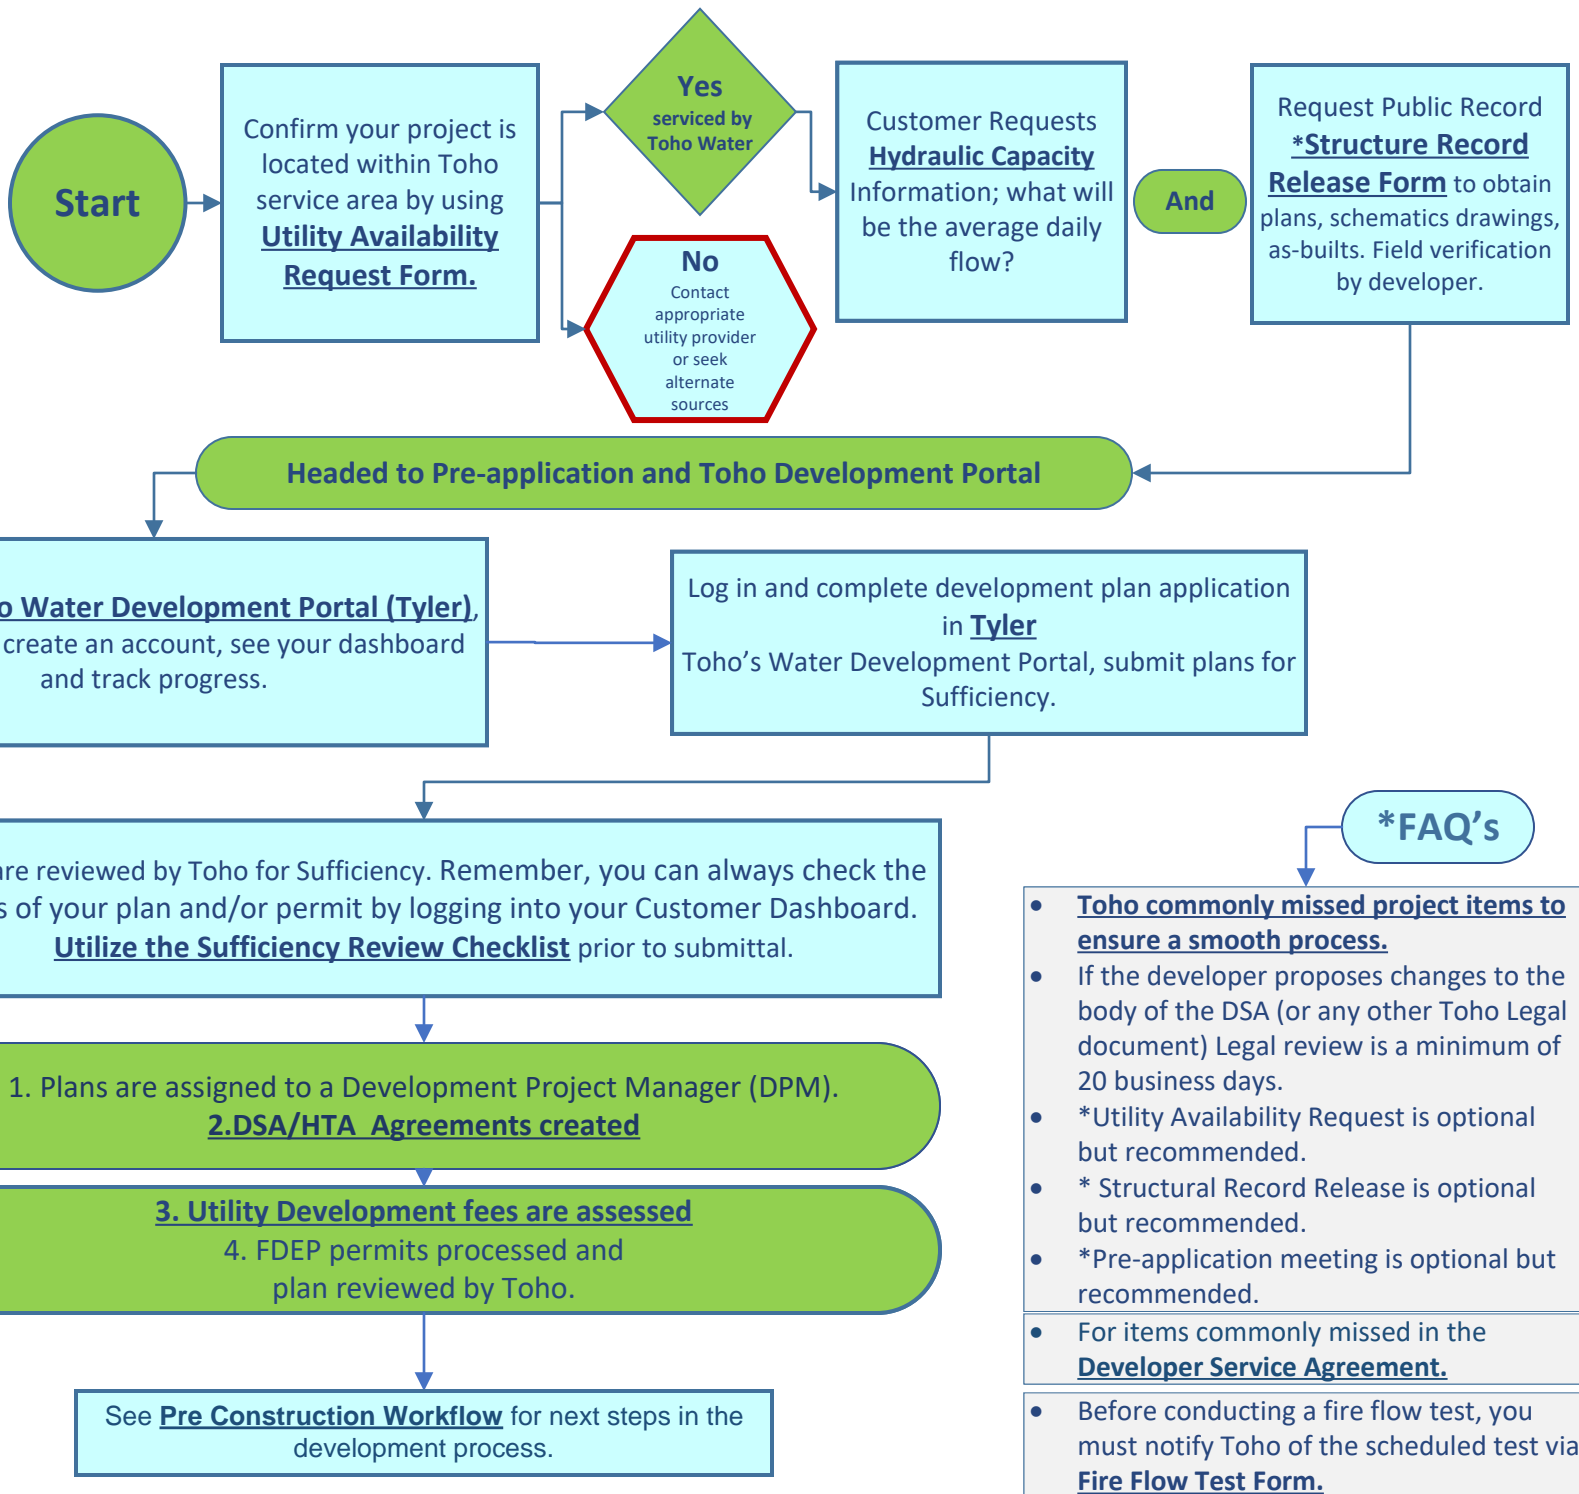 Start
Confirm your project is
located within Toho
service area by using
Utility Availability
Request Form.
Yes
serviced by
Toho Water
No
Contact
appropriate
utility provider
or seek
alternate
sources
Customer Requests
Hydraulic Capacity
Information; what will
be the average daily
flow?
And
Request Public Record
*Structure Record
Release Form to obtain
plans, schematics drawings,
as-builts. Field verification
by developer.
Headed to Pre-application and Toho Development Portal
o Water Development Portal (Tyler),
create an account, see your dashboard
and track progress.
Log in and complete development plan application
in Tyler
Toho’s Water Development Portal, submit plans for
Sufficiency.
are reviewed by Toho for Sufficiency. Remember, you can always check the
s of your plan and/or permit by logging into your Customer Dashboard.
Utilize the Sufficiency Review Checklist prior to submittal.
1. Plans are assigned to a Development Project Manager (DPM).
2.DSA/HTA Agreements created
3. Utility Development fees are assessed
4. FDEP permits processed and
plan reviewed by Toho.
See Pre Construction Workflow for next steps in the
development process.
*FAQ’s
• Toho commonly missed project items to
ensure a smooth process.
• If the developer proposes changes to the
body of the DSA (or any other Toho Legal
document) Legal review is a minimum of
20 business days.
• *Utility Availability Request is optional
but recommended.
• * Structural Record Release is optional
but recommended.
• *Pre-application meeting is optional but
recommended.
• For items commonly missed in the
Developer Service Agreement.
• Before conducting a fire flow test, you
must notify Toho of the scheduled test via
Fire Flow Test Form.